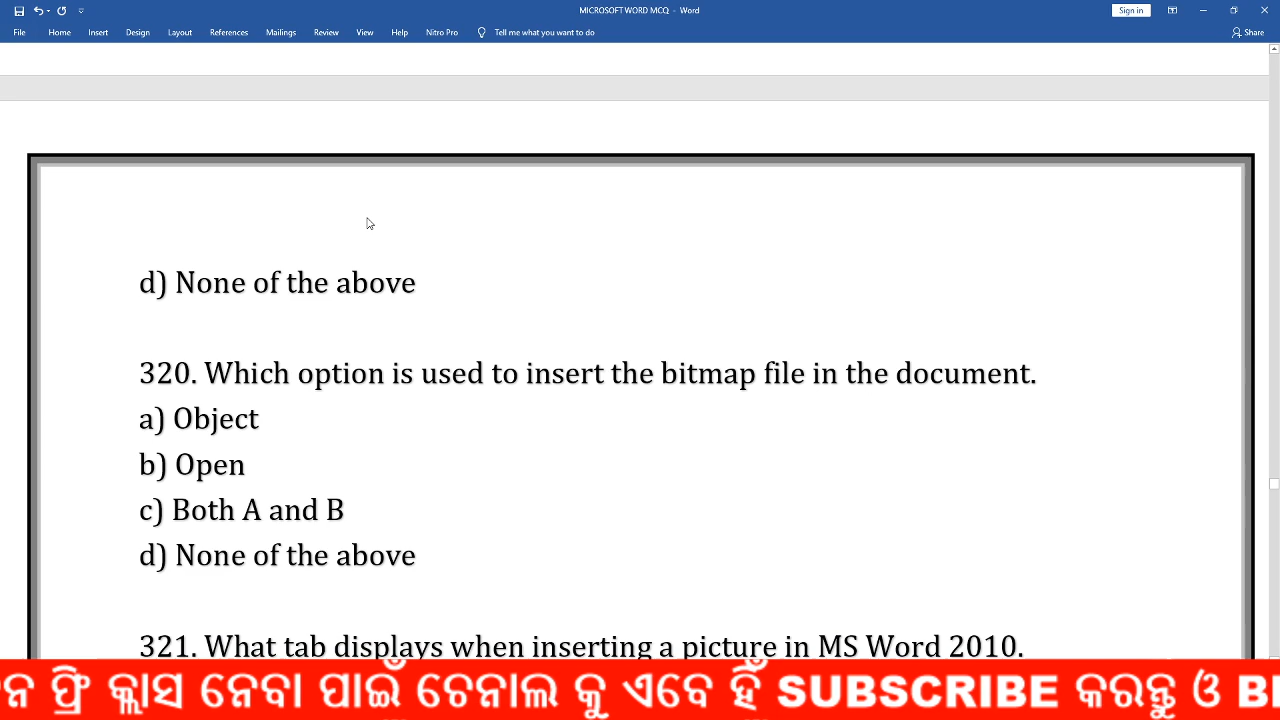 MICROSOFT WORD MCQ - Word
Sign in
File Home Insert Design Layout References Mailings Review View Help Nitro Pro Tell me what you want to do Share
d) None of the above
320. Which option is used to insert the bitmap file in the document.
a) Object
b) Open
c) Both A and B
d) None of the above
321. What tab displays when inserting a picture in MS Word 2010.
ଫ୍ରି କ୍ଲାସ ନେବା ପାଇଁ ଚେନାଲ କୁ ଏବେ ହିଁ SUBSCRIBE କରନ୍ତୁ ଓ